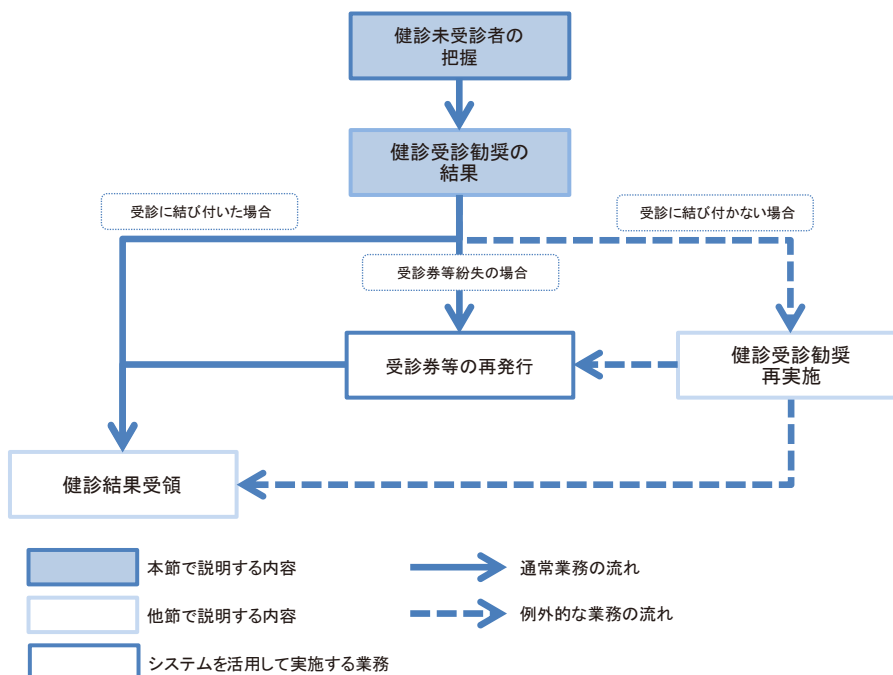 健診未受診者の
把握
健診受診勧奨の
結果
受診に結び付いた場合
受診に結び付かない場合
受診券等紛失の場合
受診券等の再発行
健診受診勧奨
再実施
健診結果受領
本節で説明する内容
通常業務の流れ
他節で説明する内容
例外的な業務の流れ
システムを活用して実施する業務